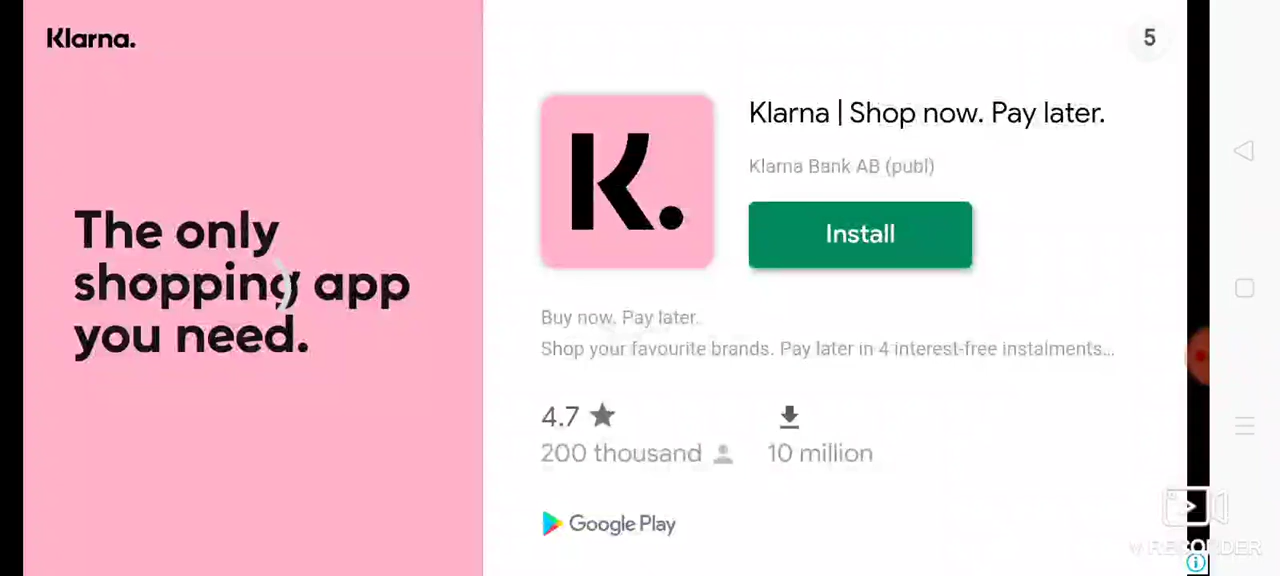 Klarna.
5
The only
shopping app
you need.
K.
Klarna | Shop now. Pay later.
Klarna Bank AB (publ)
Install
Buy now. Pay later.
Shop your favourite brands. Pay later in 4 interest-free instalments...
4.7
200 thousand
10 million
Google Play
RECORDER